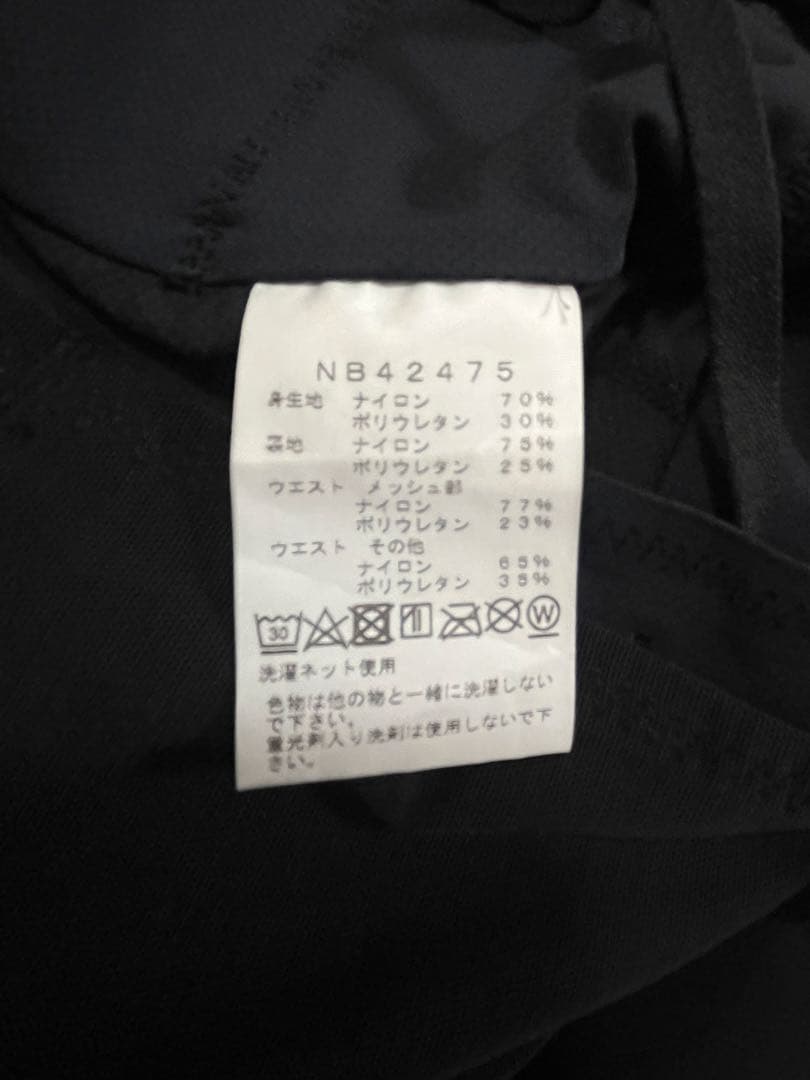 NB42475
身生地 ナイロン 70%
ポリウレタン 30%
裏地 ナイロン 75%
ポリウレタン 25%
ウエスト メッシュ部
ナイロン 77%
ポリウレタン 23%
ウエスト その他
ナイロン 65%
ポリウレタン 35%
30 W
洗濯ネット使用
色物は他の物と一緒に洗濯しない
で下さい。
蛍光剤入り洗剤は使用しないで下
さい。